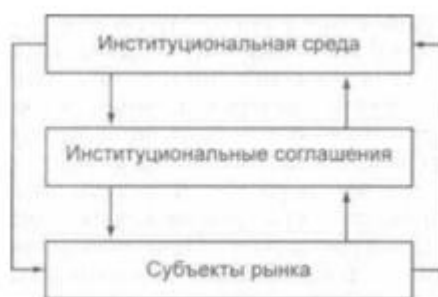 Институциональная среда
Институциональные соглашения
Субъекты рынка